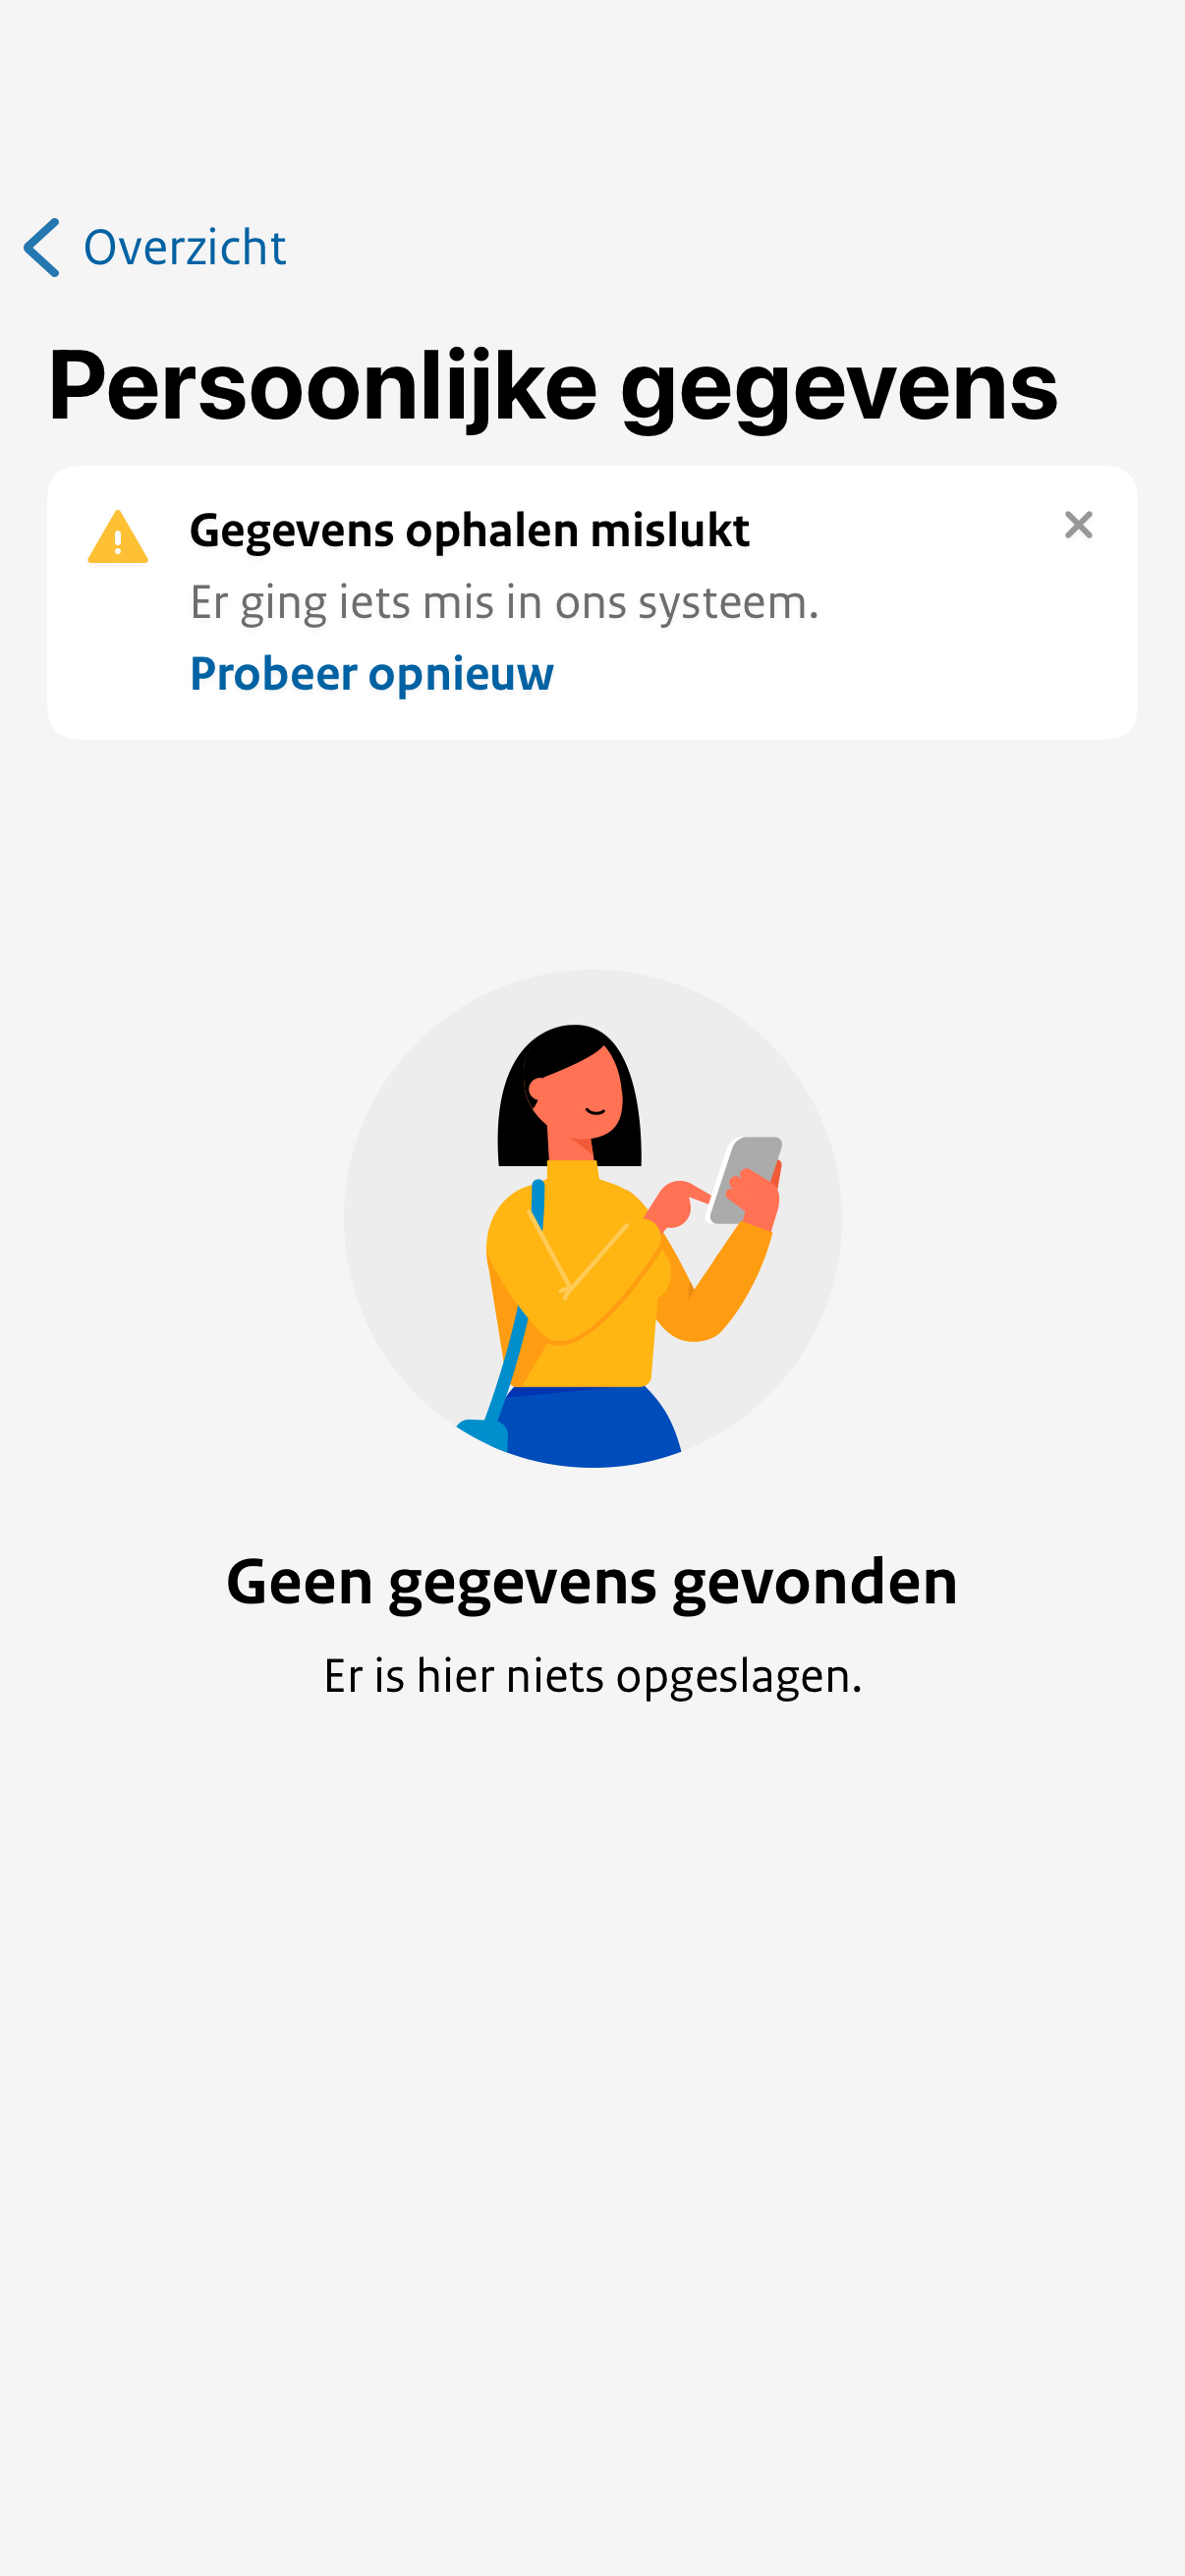 Overzicht
Persoonlijke gegevens
Gegevens ophalen mislukt
Er ging iets mis in ons systeem.
Probeer opnieuw
Geen gegevens gevonden
Er is hier niets opgeslagen.